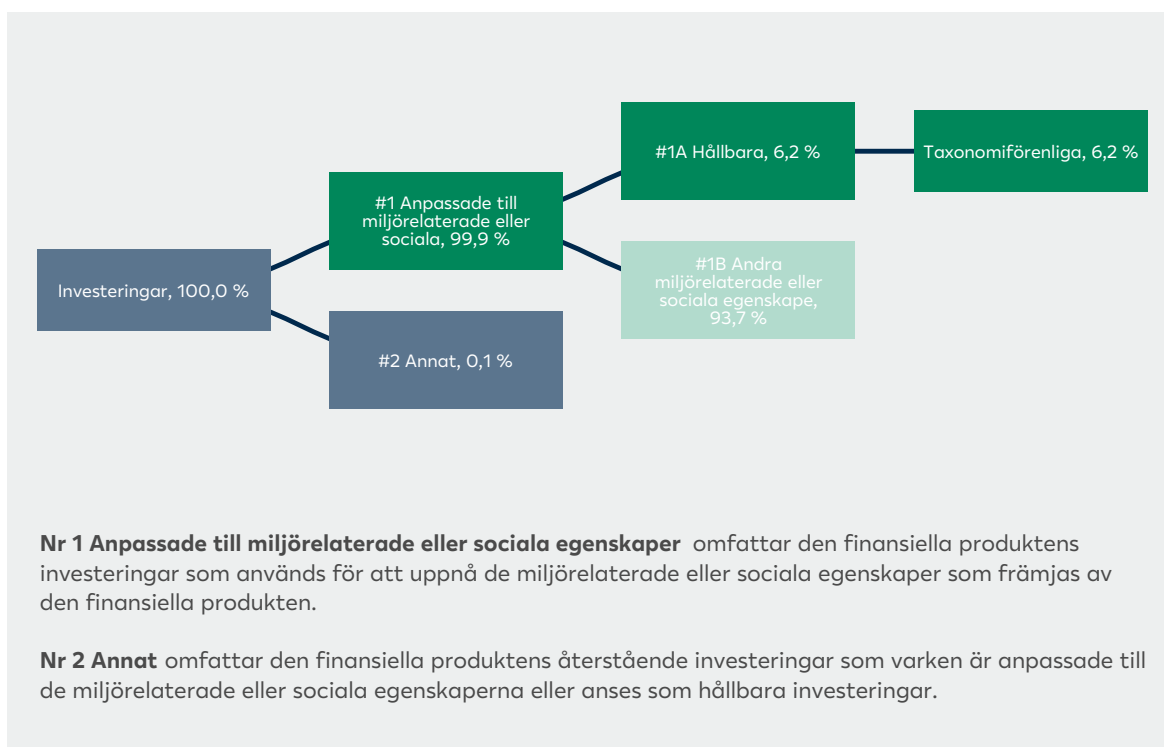 #1A Hållbara, 6,2 %
Taxonomiförenliga, 6,2 %
#1 Anpassade till
miljörelaterade eller
sociala, 99,9 %
#1B Andra
miljörelaterade eller
sociala egenskape,
93,7 %
Investeringar, 100,0 %
#2 Annat, 0,1 %
Nr 1 Anpassade till miljörelaterade eller sociala egenskaper omfattar den finansiella produktens
investeringar som används för att uppnå de miljörelaterade eller sociala egenskaper som främjas av
den finansiella produkten.
Nr 2 Annat omfattar den finansiella produktens återstående investeringar som varken är anpassade till
de miljörelaterade eller sociala egenskaperna eller anses som hållbara investeringar.